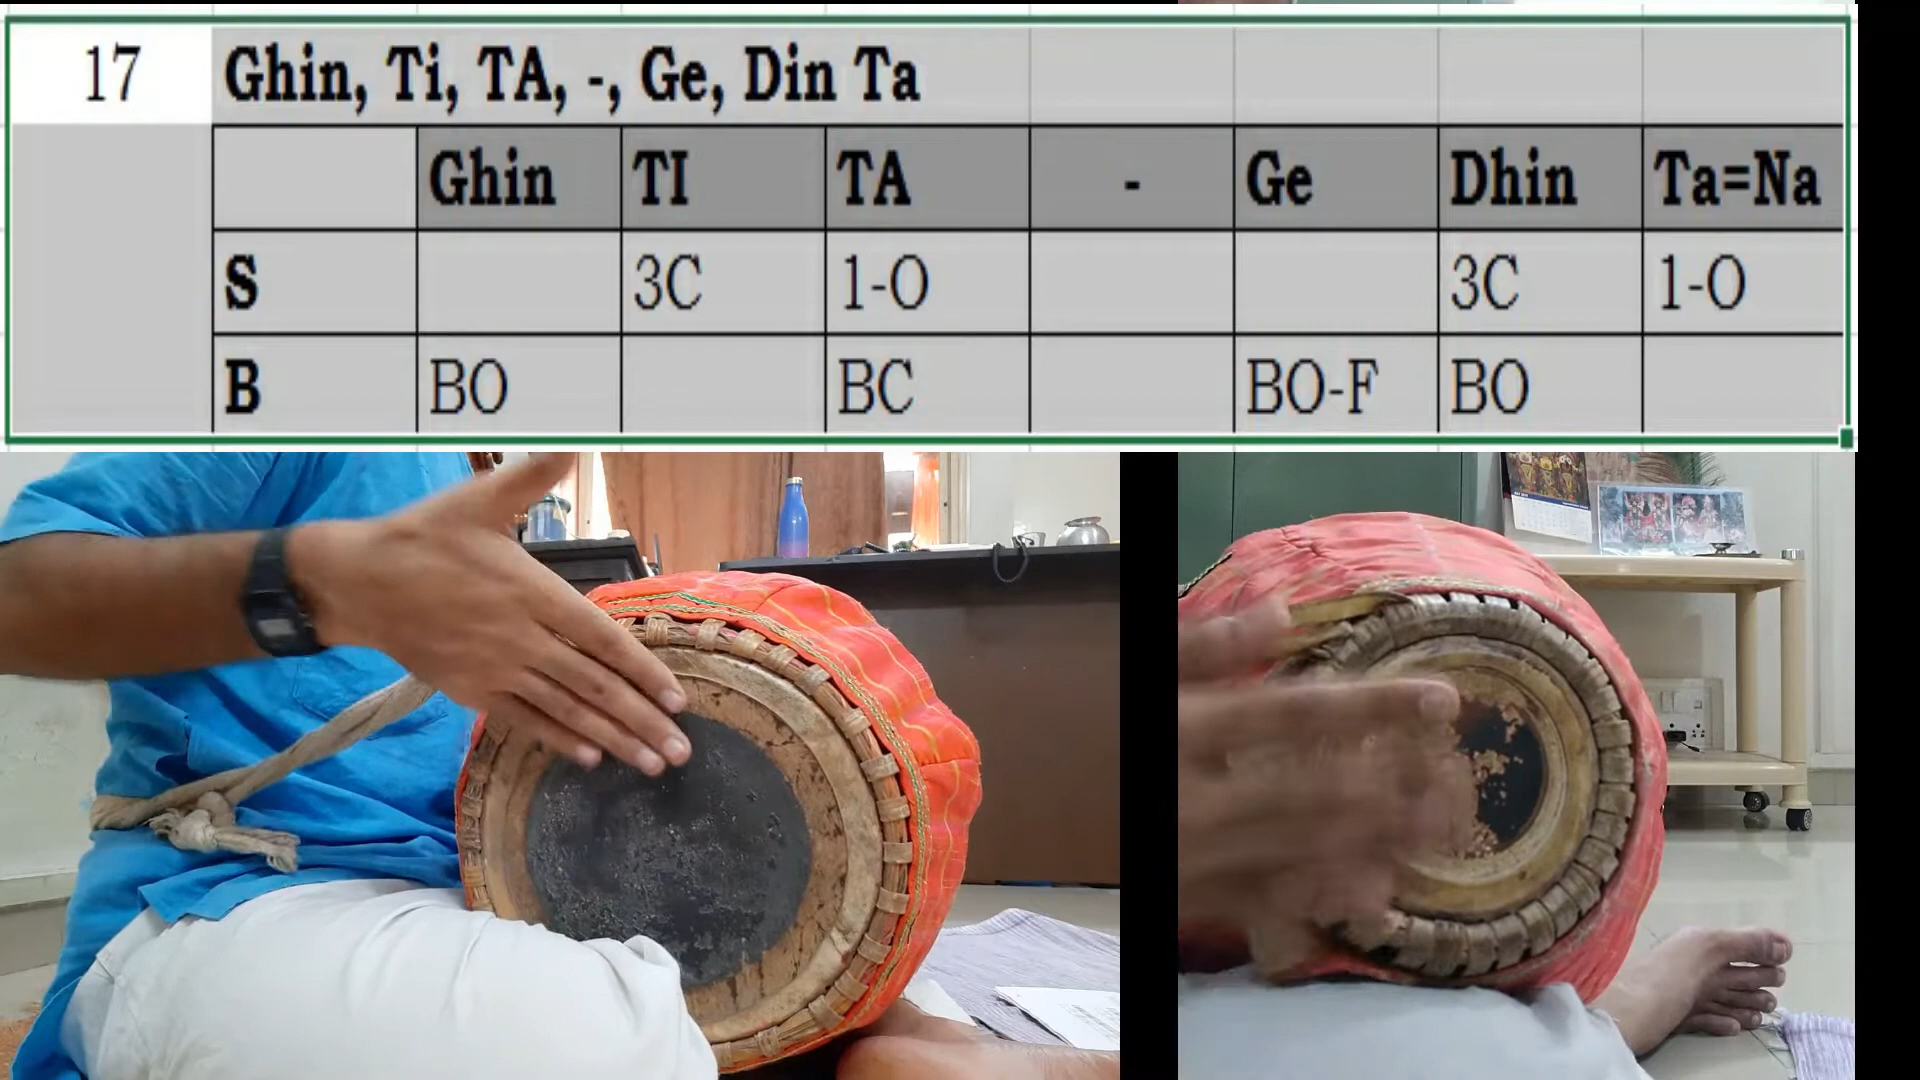 17 Ghin, Ti, TA, -, Ge, Din Ta
Ghin TI TA - Ge Dhin Ta=Na
S 3C 1-O 3C 1-O
B BO BC BO-F BO